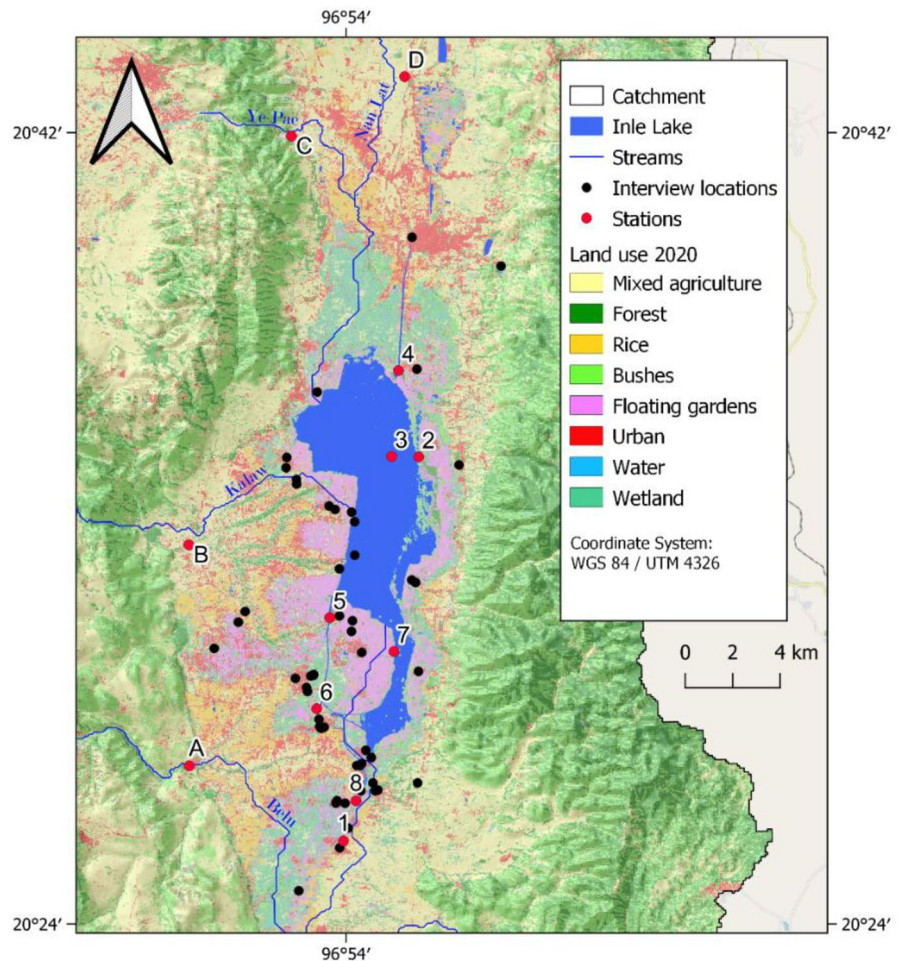 96°54′
D
Nan Lat
Ye Pae
C
20°42′
20°42′
Catchment
Inle Lake
Streams
Interview locations
Stations
Land use 2020
Mixed agriculture
Forest
Rice
Bushes
Floating gardens
Urban
Water
Wetland
Coordinate System:
WGS 84 / UTM 4326
4
3
2
Kalaw
B
5
7
0 2 4 km
6
A
Belu
8
1
20°24′
20°24′
96°54′